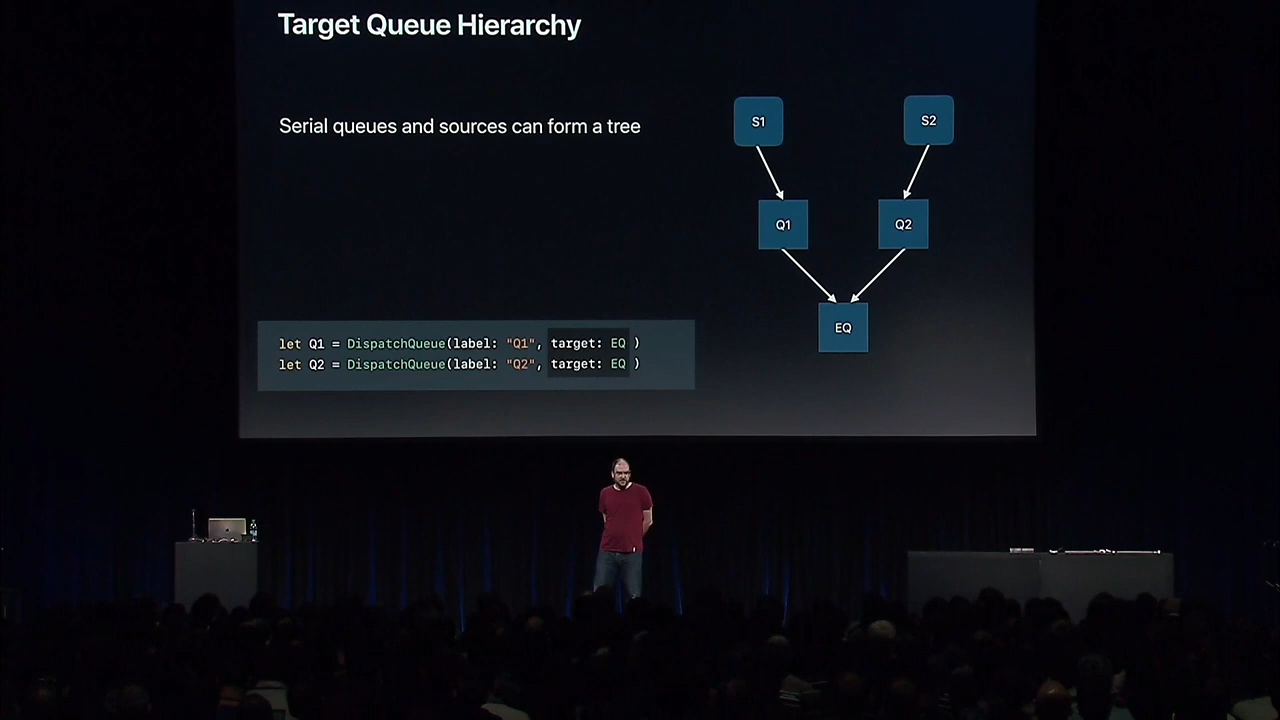 Target Queue Hierarchy
Serial queues and sources can form a tree
S1
S2
Q1
Q2
EQ
let Q1 = DispatchQueue(label: "Q1", target: EQ )
let Q2 = DispatchQueue(label: "Q2", target: EQ )